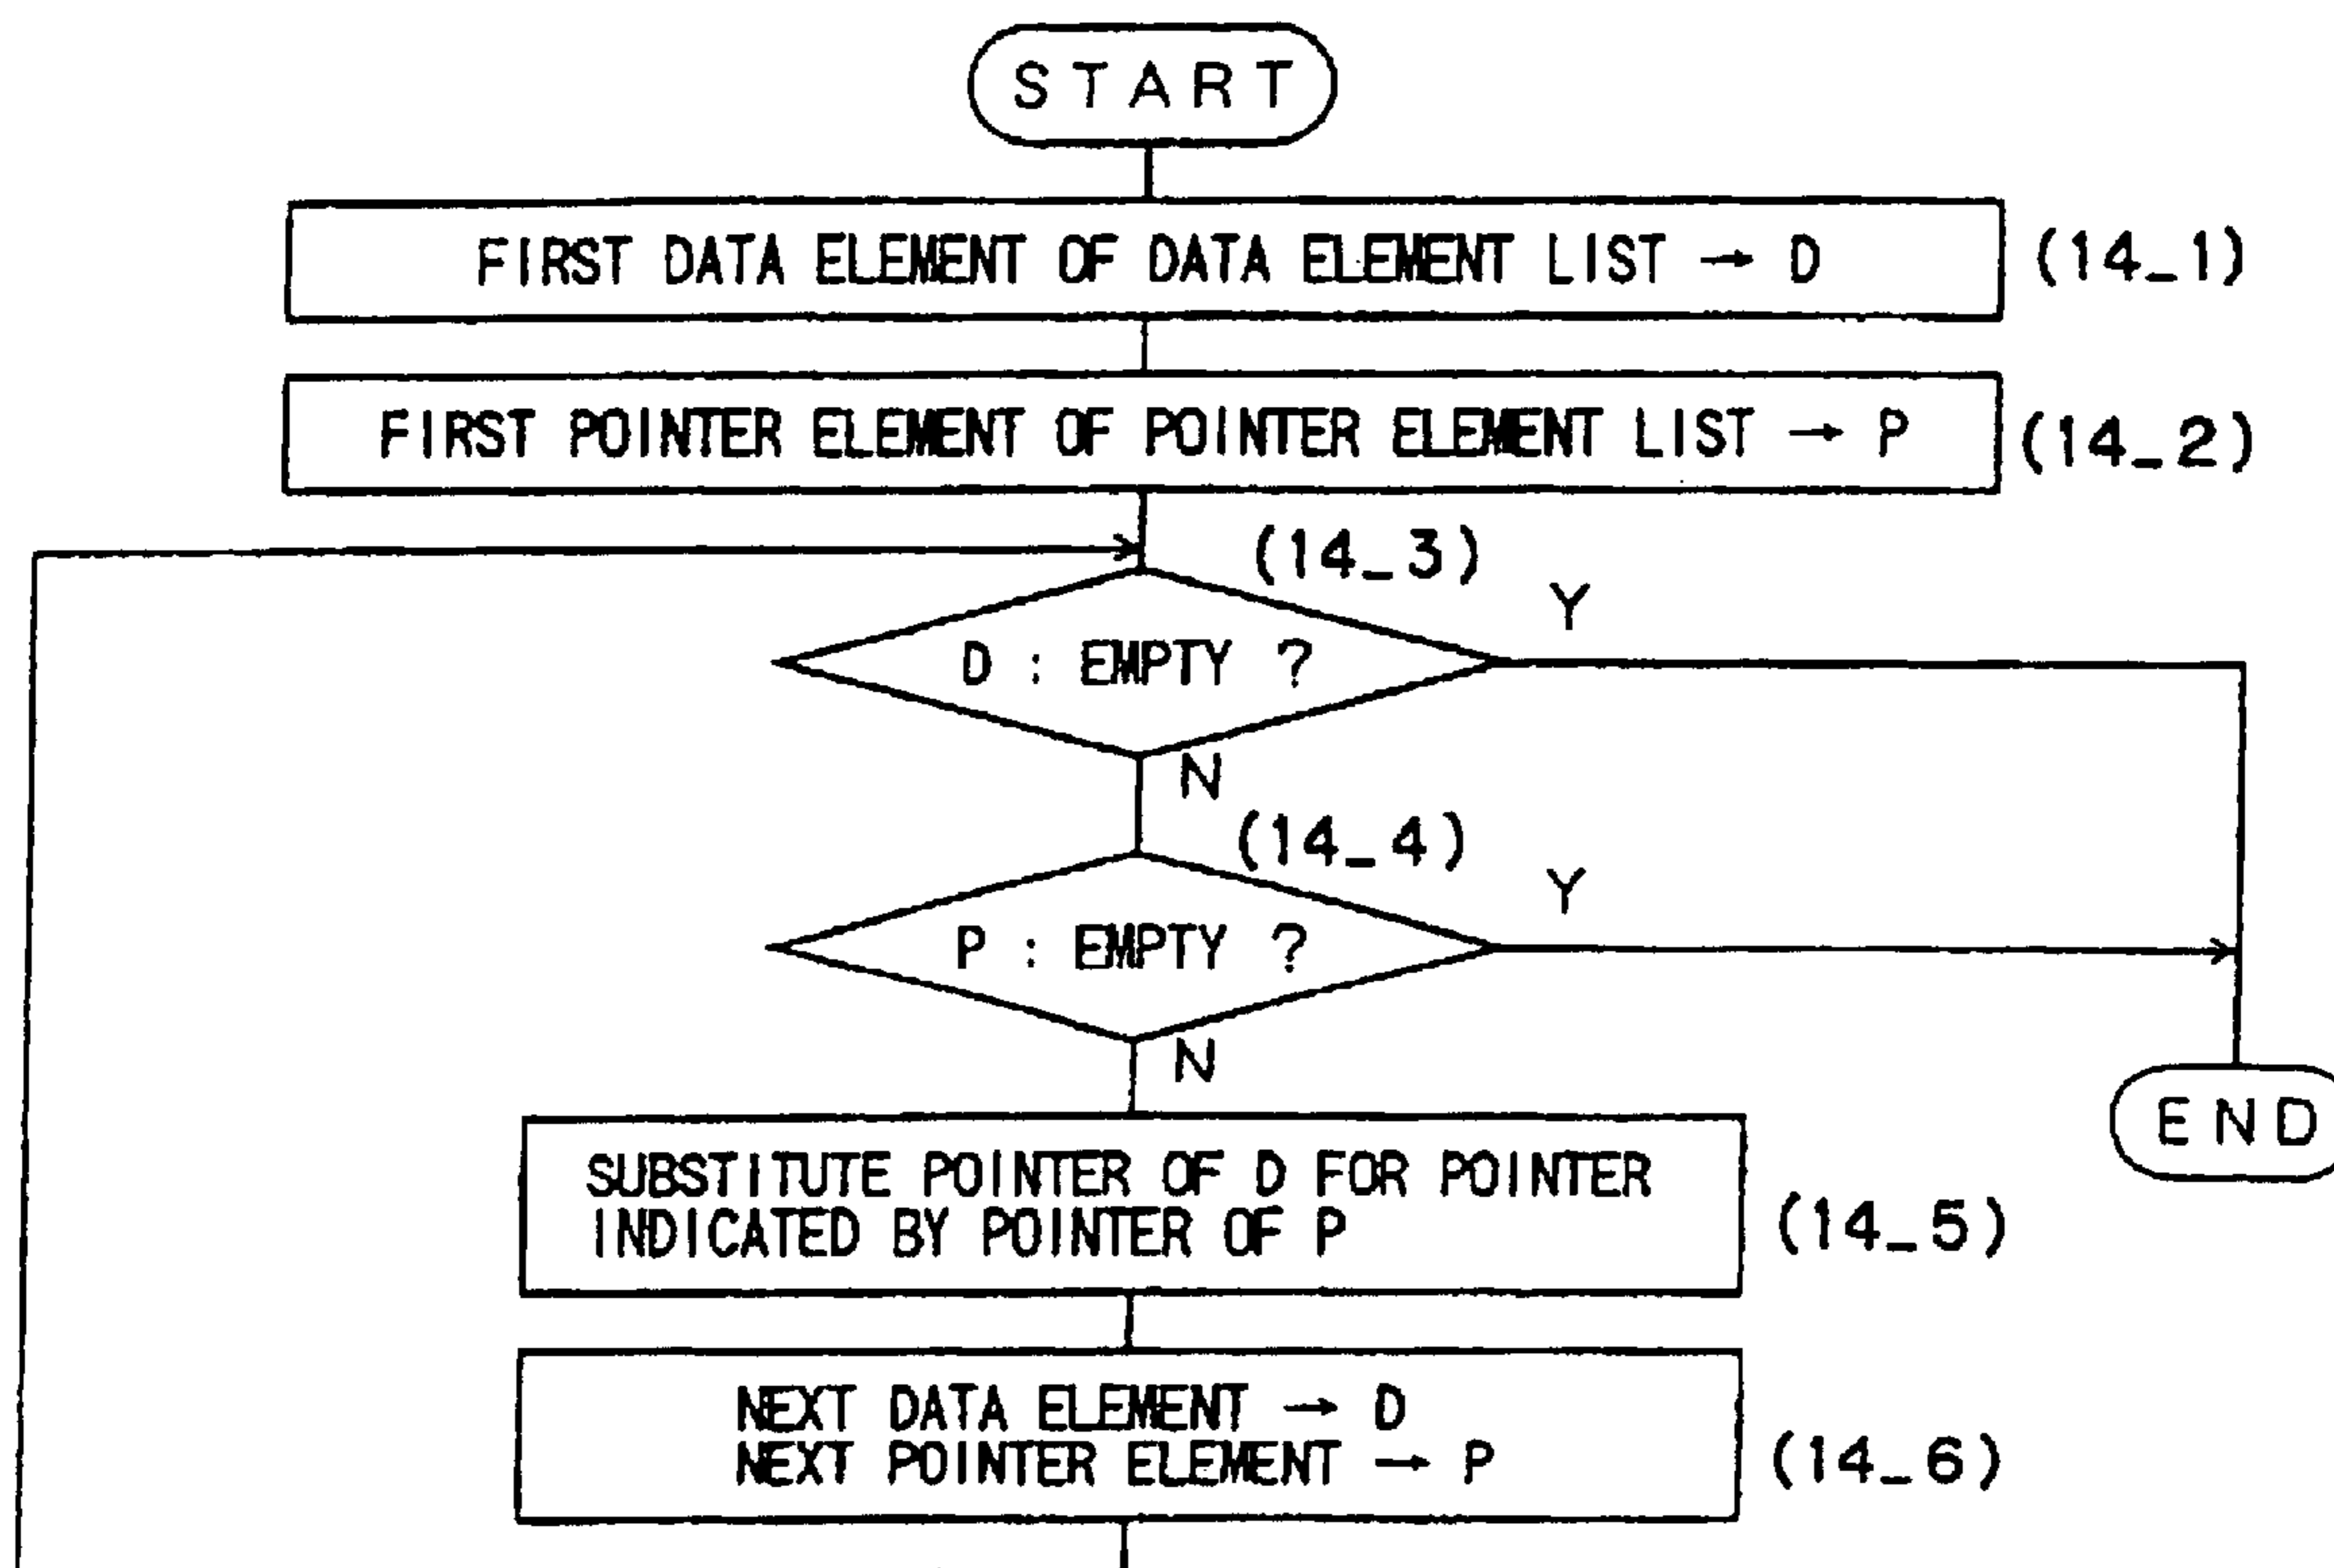 START
FIRST DATA ELEMENT OF DATA ELEMENT LIST → D (14_1)
FIRST POINTER ELEMENT OF POINTER ELEMENT LIST → P (14_2)
(14_3)
Y
D : EMPTY ?
N
(14_4)
Y
P : EMPTY ?
N
END
SUBSTITUTE POINTER OF D FOR POINTER
INDICATED BY POINTER OF P
(14_5)
NEXT DATA ELEMENT → D
NEXT POINTER ELEMENT → P
(14_6)